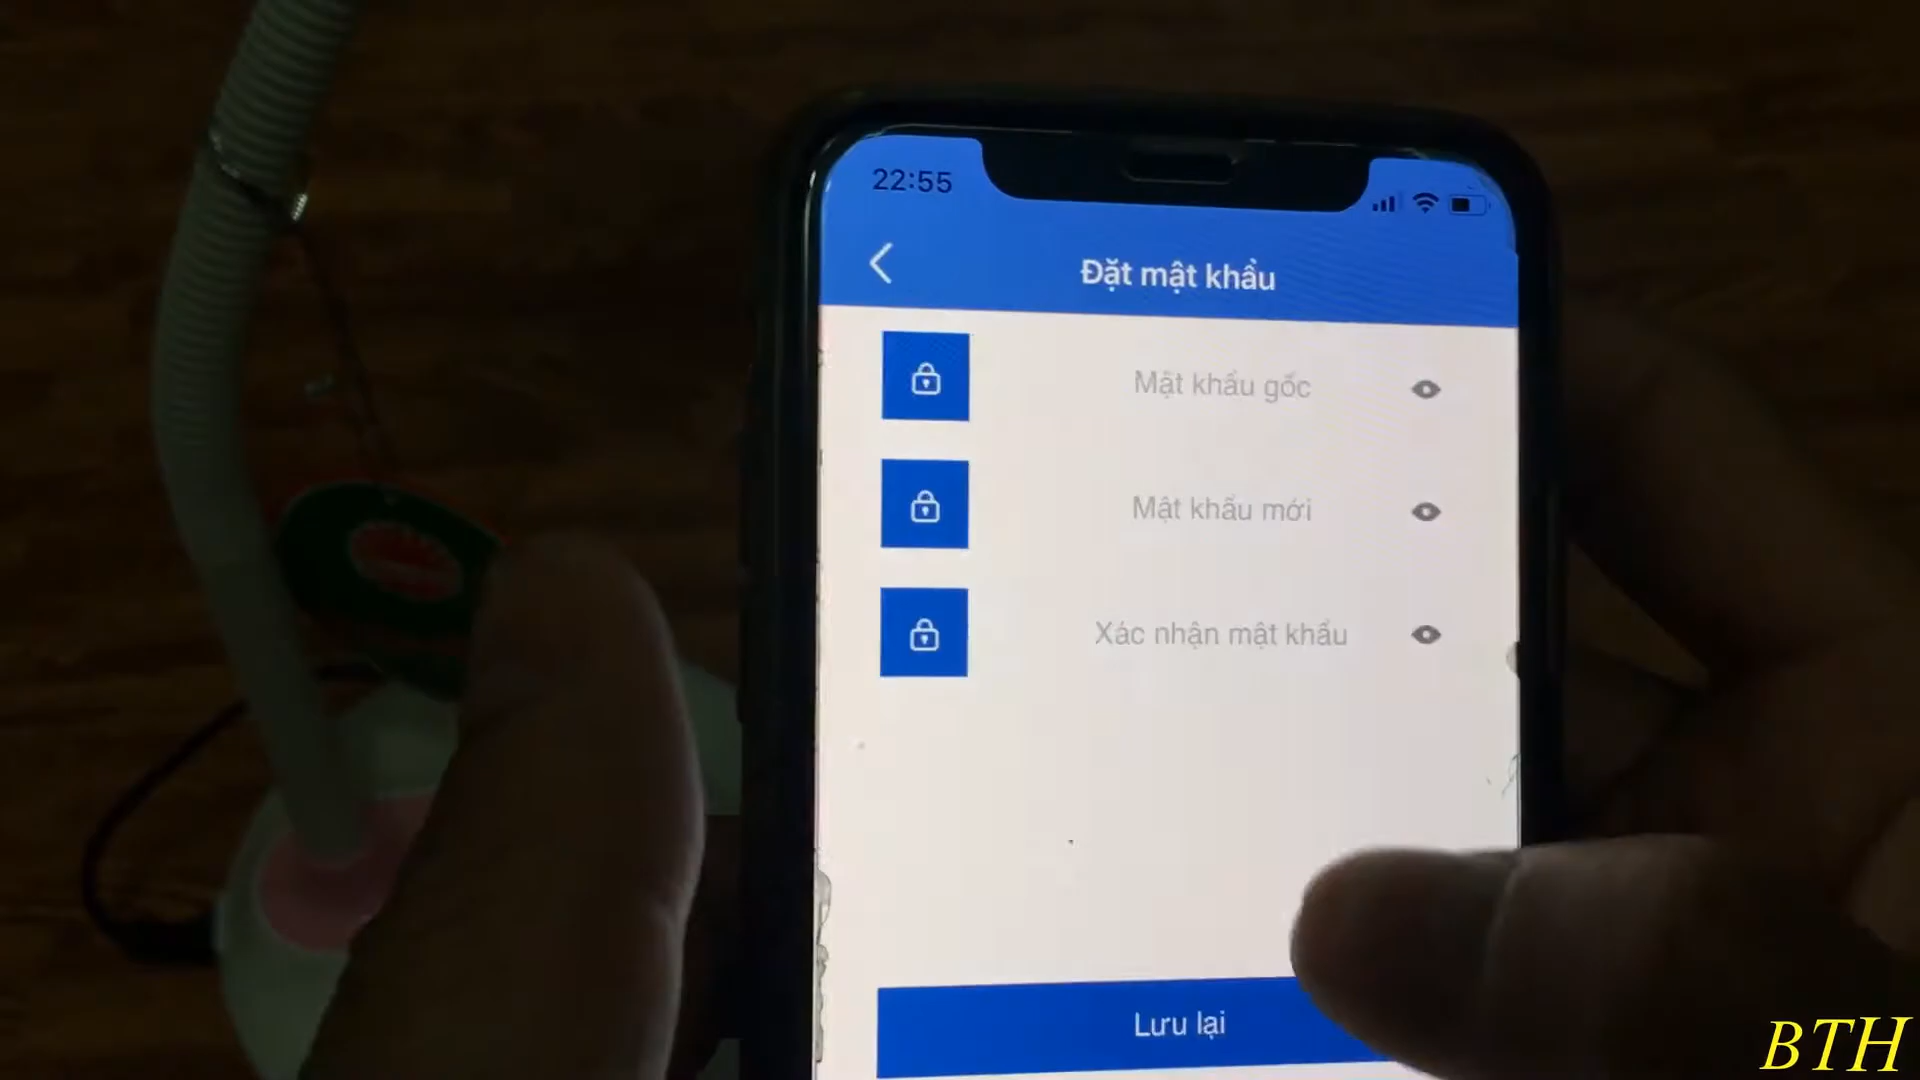 22:55
Đặt mật khẩu
Mật khẩu gốc
Mật khẩu mới
Xác nhận mật khẩu
Lưu lại
BTH